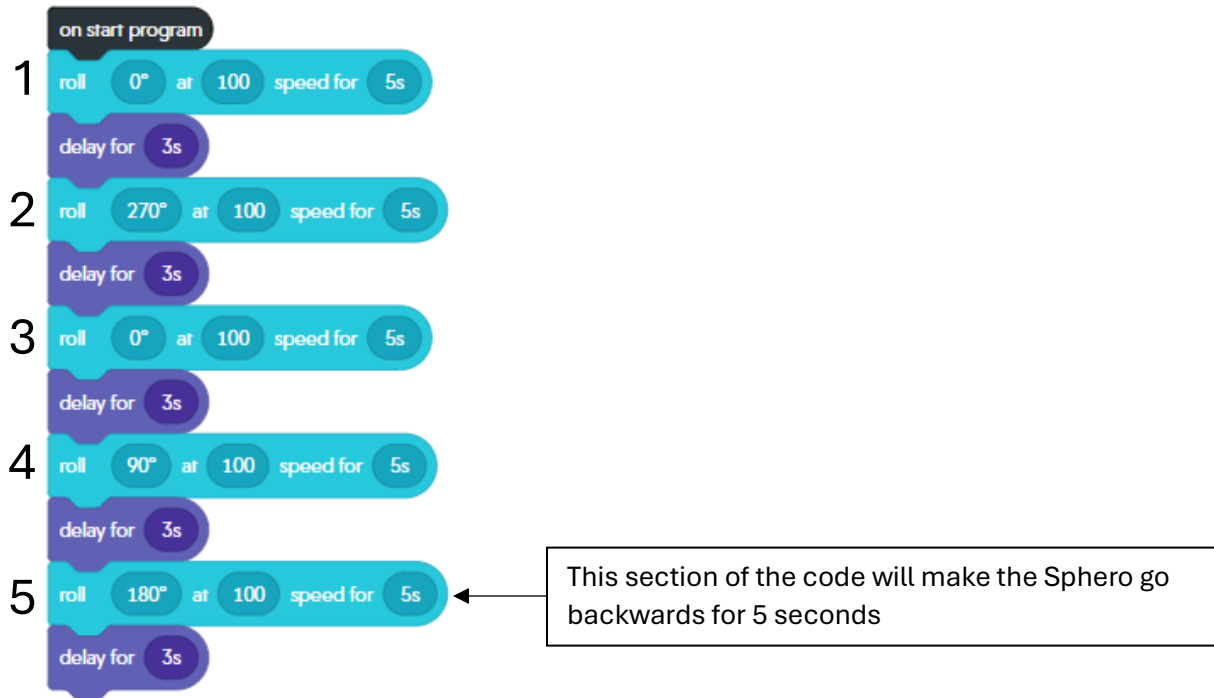 on start program
1 roll 0° at 100 speed for 5s
delay for 3s
2 roll 270° at 100 speed for 5s
delay for 3s
3 roll 0° at 100 speed for 5s
delay for 3s
4 roll 90° at 100 speed for 5s
delay for 3s
5 roll 180° at 100 speed for 5s
This section of the code will make the Sphero go
backwards for 5 seconds
delay for 3s